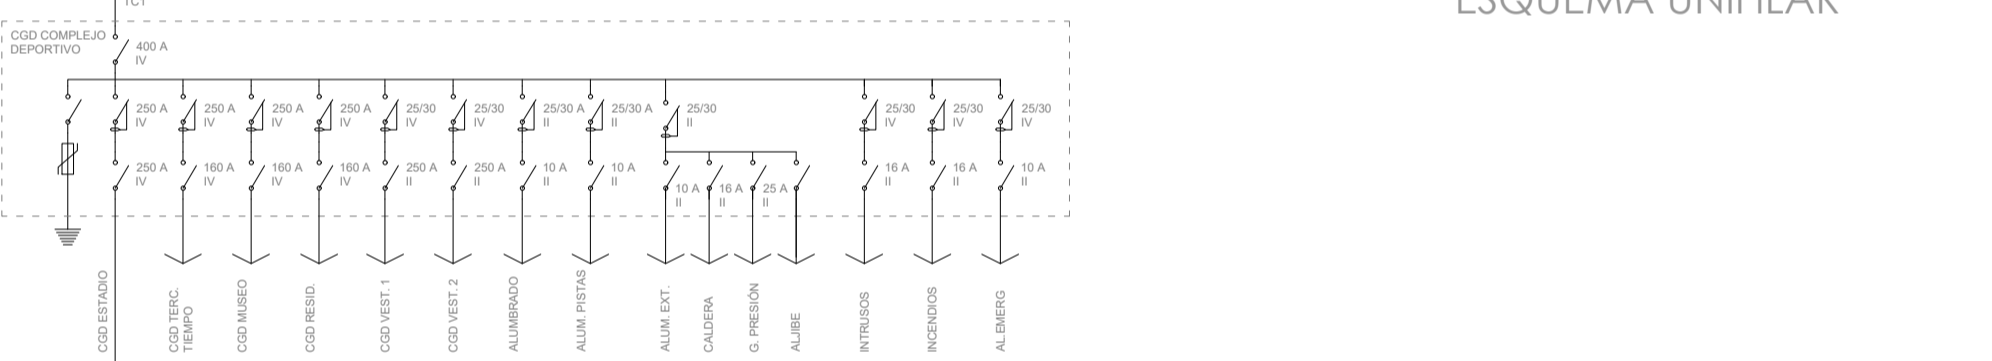 TC1
ESQUEMA UNIFILAR
CGD COMPLEJO
DEPORTIVO
400 A
IV
250 A
IV
250 A
IV
250 A
IV
250 A
IV
25/30
IV
25/30
IV
25/30 A
II
25/30 A
II
25/30
II
25/30
IV
25/30
IV
25/30
IV
250 A
IV
160 A
IV
160 A
IV
160 A
IV
250 A
II
250 A
II
10 A
II
10 A
II
10 A
II
16 A
II
25 A
II
16 A
II
16 A
II
10 A
II
CGD ESTADIO
CGD TERC.
TIEMPO
CGD MUSEO
CGD RESID.
CGD VEST. 1
CGD VEST. 2
ALUMBRADO
ALUM. PISTAS
ALUM. EXT.
CALDERA
G. PRESIÓN
ALJIBE
INTRUSOS
INCENDIOS
AL.EMERG